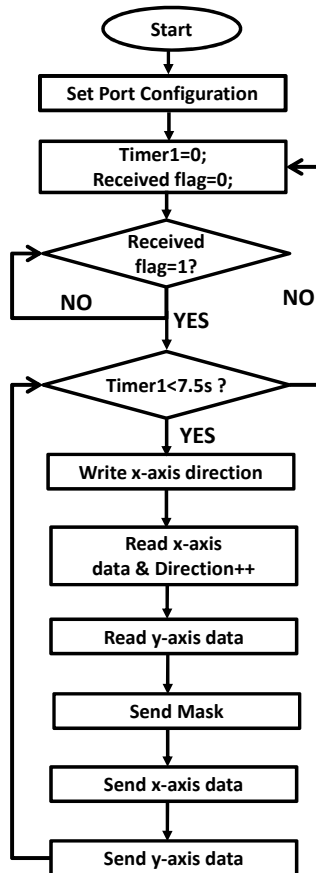 Start
Set Port Configuration
Timer1=0;
Received flag=0;
Received
flag=1?
NO
NO
YES
Timer1<7.5s ?
YES
Write x-axis direction
Read x-axis
data & Direction++
Read y-axis data
Send Mask
Send x-axis data
Send y-axis data